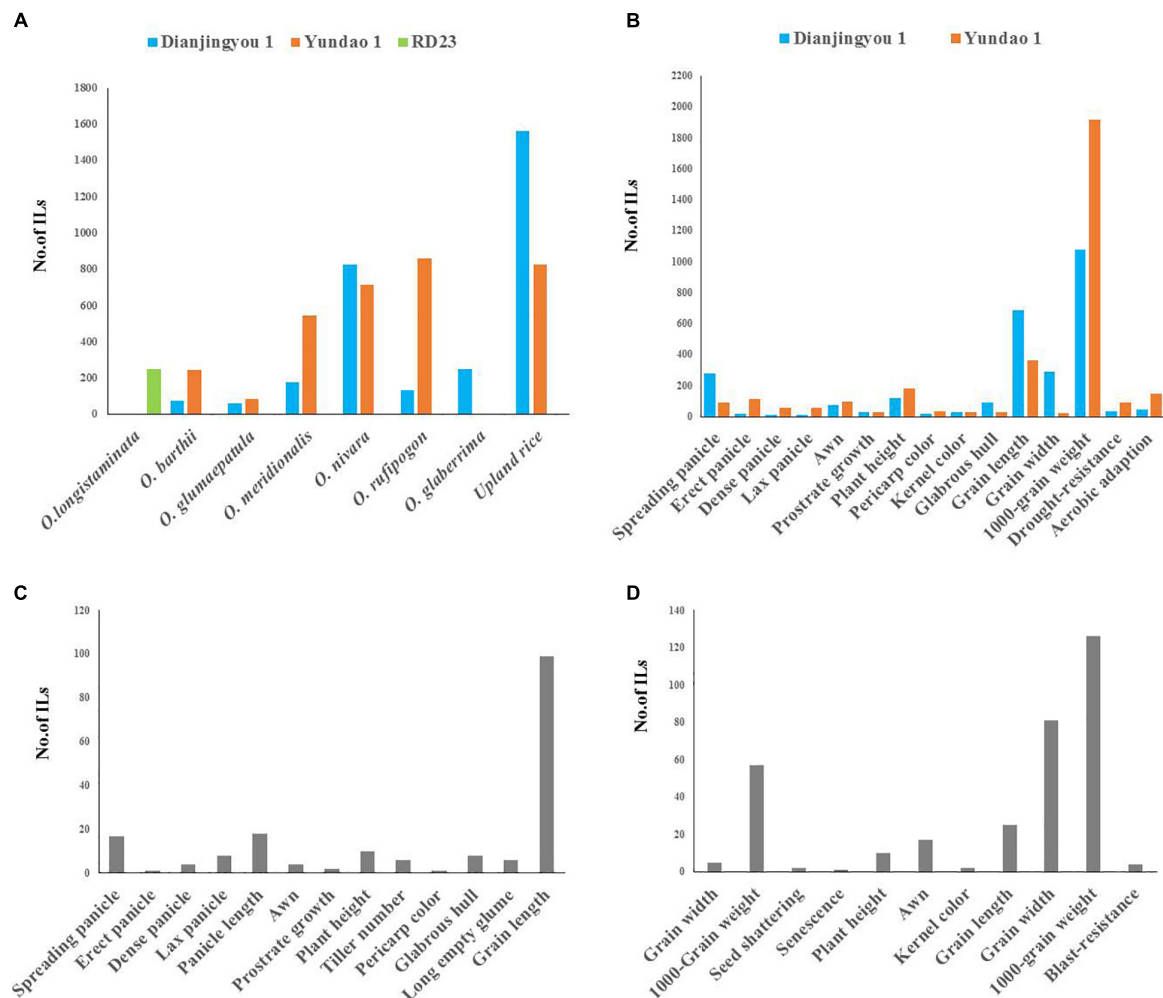 A
Dianjingyou 1 Yundao 1 RD23
No.of ILs
1800
1600
1400
1200
1000
800
600
400
200
0
O.longistaminata
O. barthii
O. glumaepatula
O. meridionalis
O. nivara
O. rufipogon
O. glaberrima
Upland rice
B
Dianjingyou 1 Yundao 1
No.of ILs
2200
2000
1800
1600
1400
1200
1000
800
600
400
200
0
Spreading panicle
Erect panicle
Dense panicle
Lax panicle
Awn
Prostrate growth
Plant height
Pericarp color
Kernel color
Glabrous hull
Grain length
Grain width
1000-grain weight
Drought-resistance
Aerobic adaption
C
No.of ILs
120
100
80
60
40
20
0
Spreading panicle
Erect panicle
Dense panicle
Lax panicle
Panicle length
Awn
Prostrate growth
Plant height
Tiller number
Pericarp color
Glabrous hull
Long empty glume
Grain length
D
No.of ILs
140
120
100
80
60
40
20
0
Grain width
1000-Grain weight
Seed shattering
Senescence
Plant height
Awn
Kernel color
Grain length
Grain width
1000-grain weight
Blast-resistance